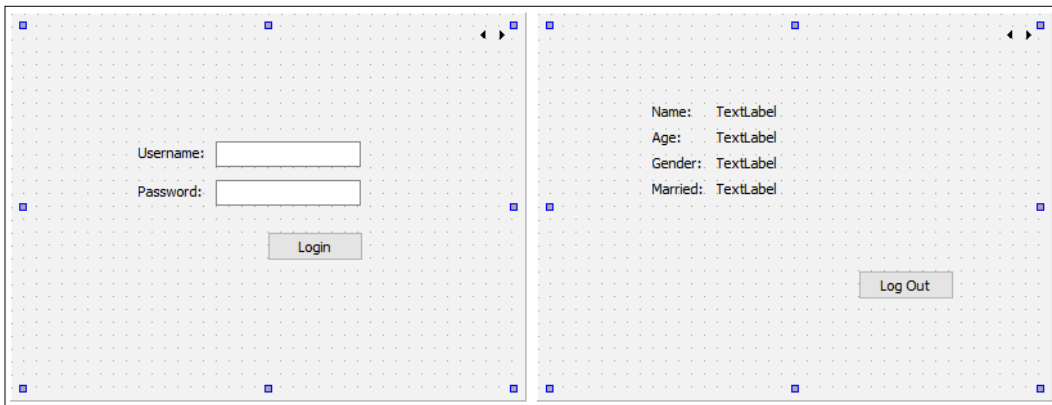 Username:
Password:
Login
Name: TextLabel
Age: TextLabel
Gender: TextLabel
Married: TextLabel
Log Out